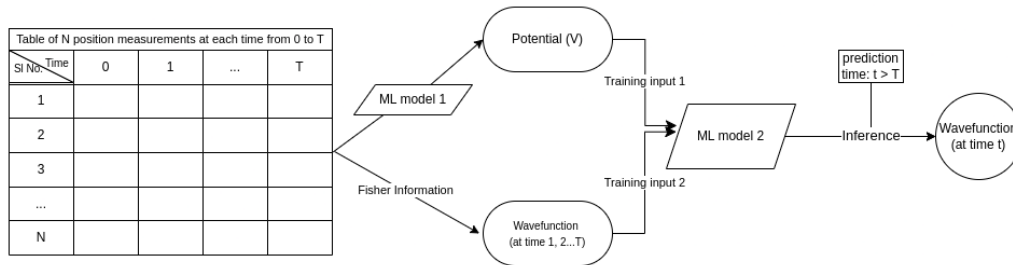 Table of N position measurements at each time from 0 to T
Sl No. Time 0 1 ... T
1
2
3
...
N
ML model 1
Fisher Information
Potential (V)
Wavefunction
(at time 1, 2...T)
Training input 1
Training input 2
ML model 2
prediction
time: t > T
Inference
Wavefunction
(at time t)